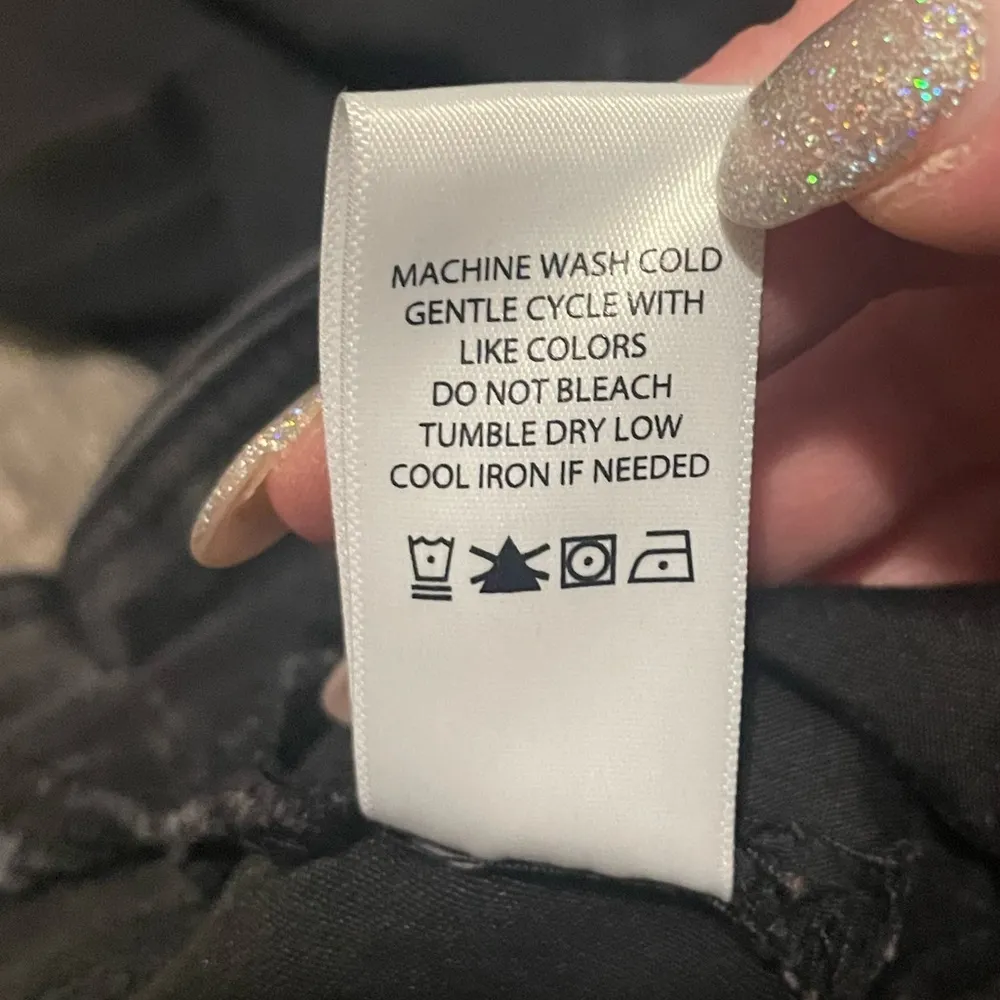 MACHINE WASH COLD
GENTLE CYCLE WITH
LIKE COLORS
DO NOT BLEACH
TUMBLE DRY LOW
COOL IRON IF NEEDED